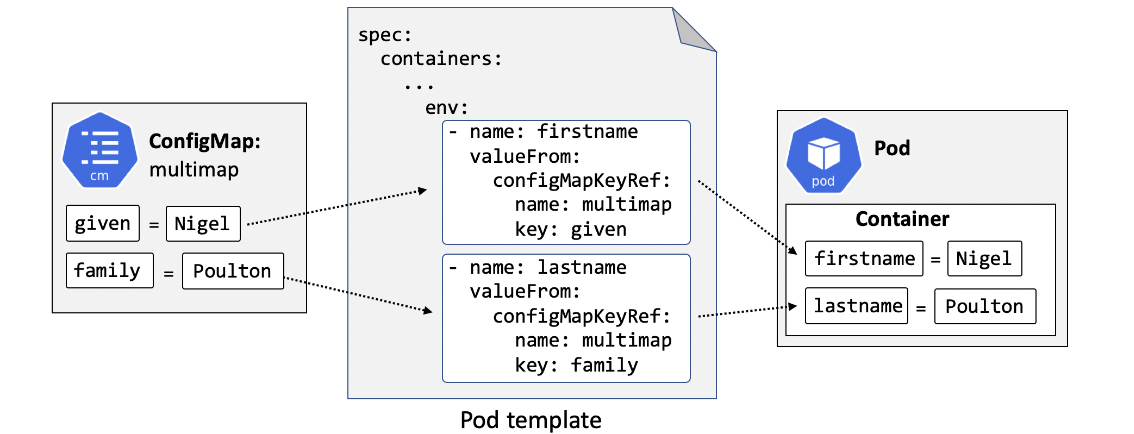 cm
ConfigMap:
multimap
given = Nigel
family = Poulton
spec:
containers:
...
env:
- name: firstname
valueFrom:
configMapKeyRef:
name: multimap
key: given
- name: lastname
valueFrom:
configMapKeyRef:
name: multimap
key: family
Pod template
pod
Pod
Container
firstname = Nigel
lastname = Poulton